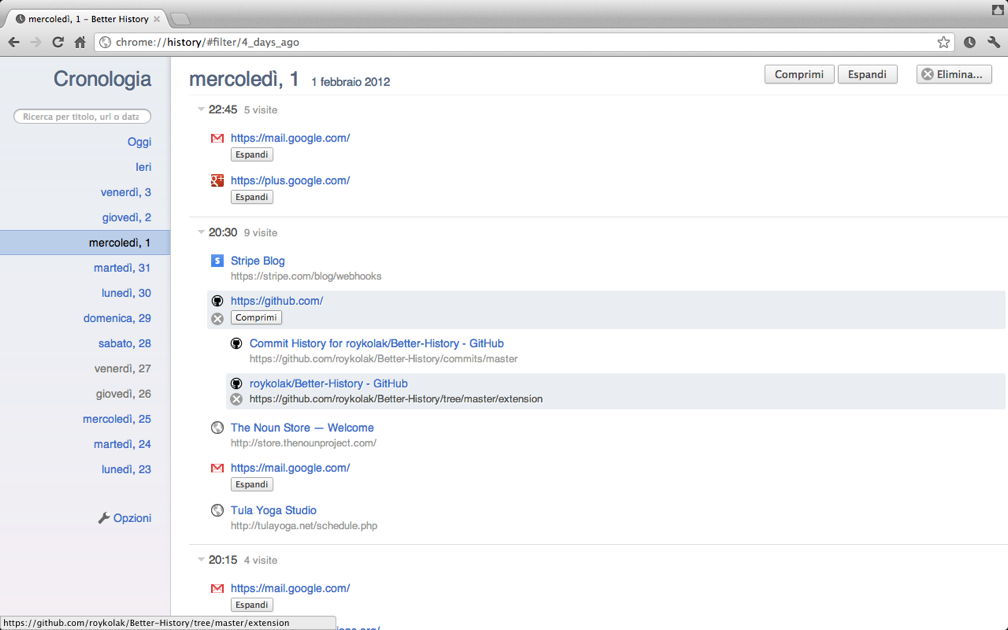 mercoledì, 1 – Better History
chrome://history/#filter/4_days_ago
Cronologia
Ricerca per titolo, url o data
Oggi
Ieri
venerdì, 3
giovedì, 2
mercoledì, 1
martedì, 31
lunedì, 30
domenica, 29
sabato, 28
venerdì, 27
giovedì, 26
mercoledì, 25
martedì, 24
lunedì, 23
Opzioni
mercoledì, 1 1 febbraio 2012
Comprimi Espandi Elimina...
22:45 5 visite
https://mail.google.com/
Espandi
https://plus.google.com/
Espandi
20:30 9 visite
Stripe Blog
https://stripe.com/blog/webhooks
https://github.com/
Comprimi
Commit History for roykolak/Better-History - GitHub
https://github.com/roykolak/Better-History/commits/master
roykolak/Better-History - GitHub
https://github.com/roykolak/Better-History/tree/master/extension
The Noun Store — Welcome
http://store.thenounproject.com/
https://mail.google.com/
Espandi
Tula Yoga Studio
http://tulayoga.net/schedule.php
20:15 4 visite
https://mail.google.com/
Espandi
https://github.com/roykolak/Better-History/tree/master/extension